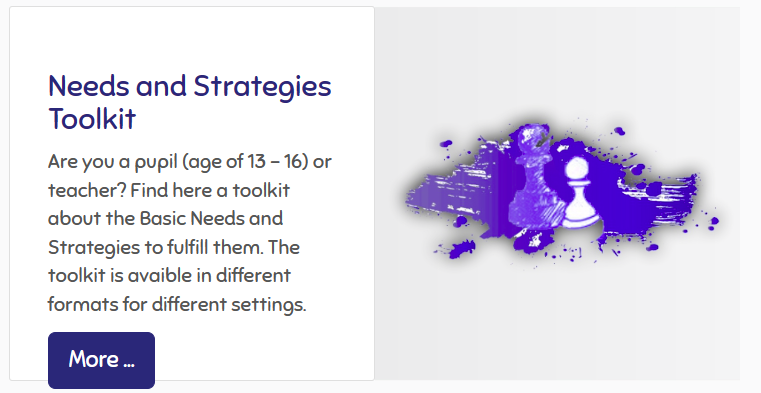 Needs and Strategies
Toolkit
Are you a pupil (age of 13 – 16) or
teacher? Find here a toolkit
about the Basic Needs and
Strategies to fulfill them. The
toolkit is avaible in different
formats for different settings.
More ...